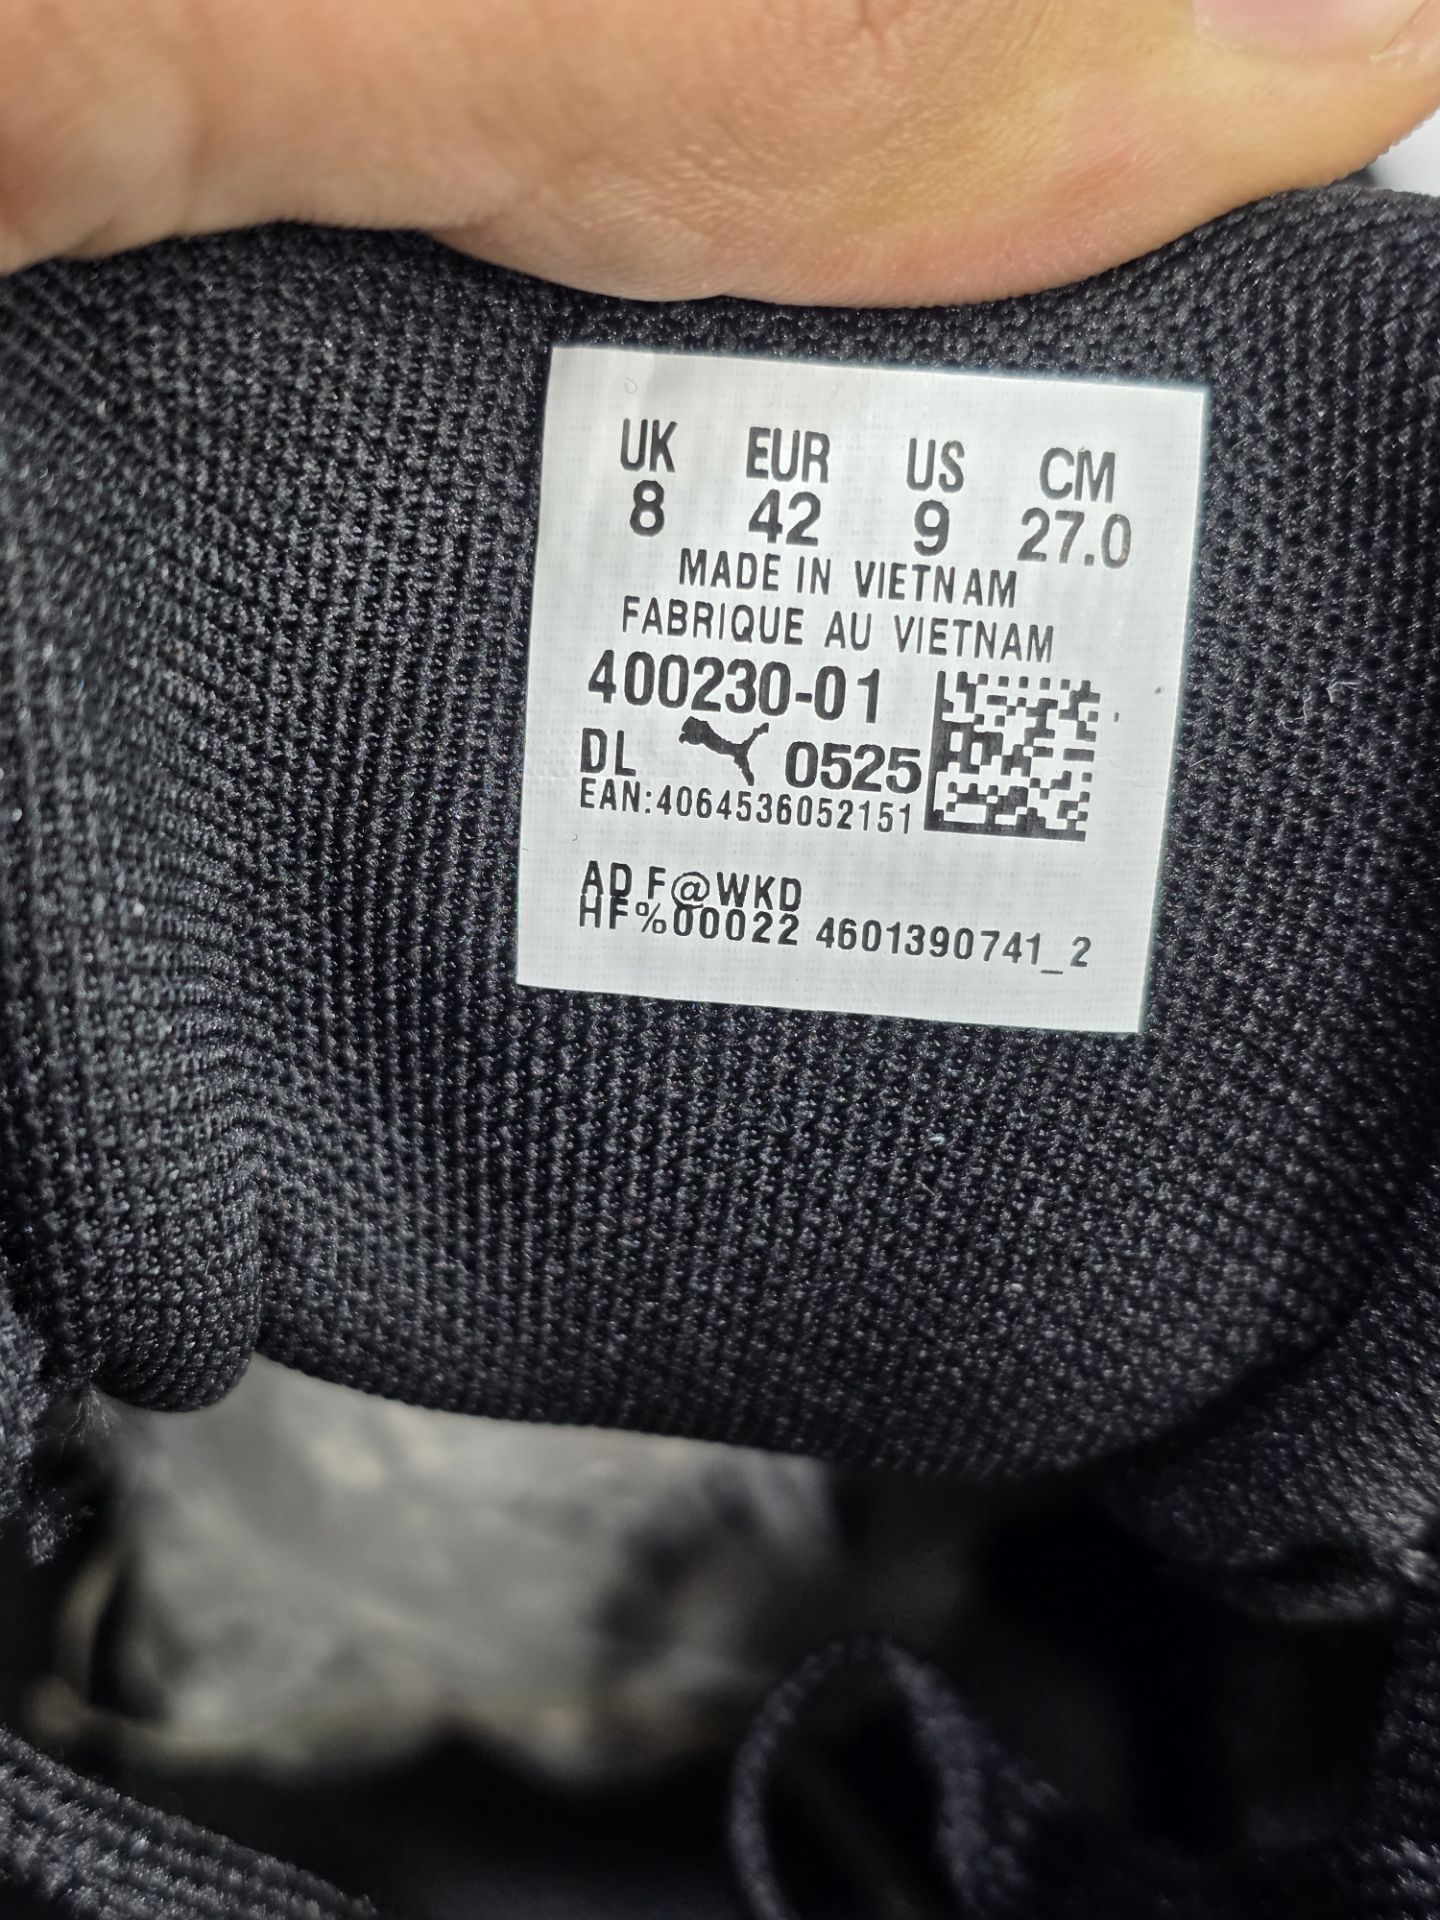 UK EUR US CM
8 42 9 27.0
MADE IN VIETNAM
FABRIQUE AU VIETNAM
400230-01
DL 0525
EAN:4064536052151
AD F@WKD
HF%00022 4601390741_2